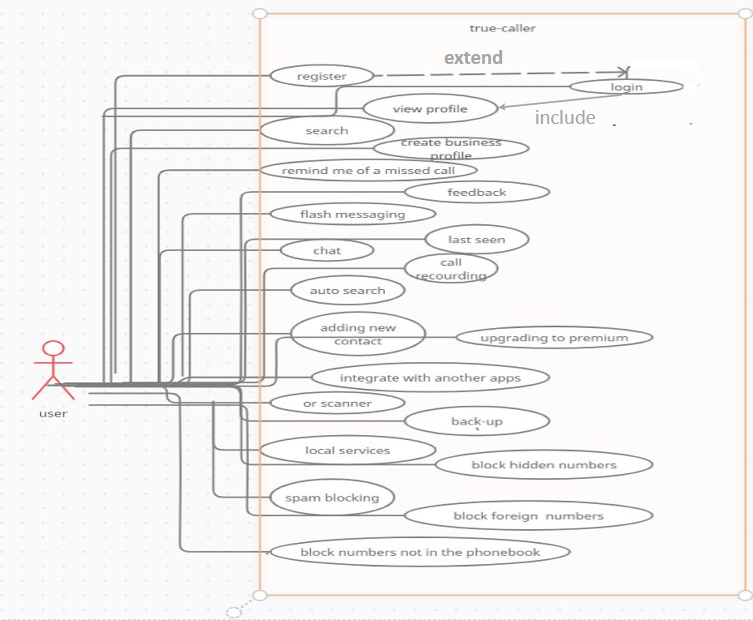 true-caller
extend
register
login
view profile
include
search
create business
profile
remind me of a missed call
feedback
flash messaging
last seen
chat
call
recourding
auto search
adding new
contact
upgrading to premium
integrate with another apps
or scanner
user
back-up
local services
block hidden numbers
spam blocking
block foreign numbers
block numbers not in the phonebook